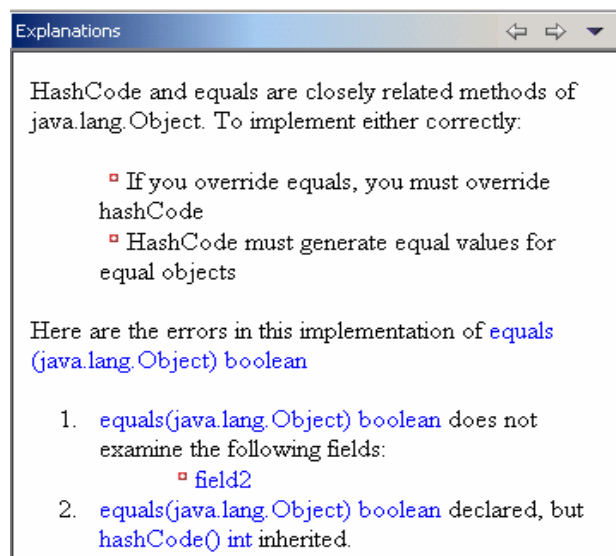 Explanations
HashCode and equals are closely related methods of
java.lang.Object. To implement either correctly:
If you override equals, you must override
hashCode
HashCode must generate equal values for
equal objects
Here are the errors in this implementation of equals
(java.lang.Object) boolean
1. equals(java.lang.Object) boolean does not
examine the following fields:
field2
2. equals(java.lang.Object) boolean declared, but
hashCode() int inherited.